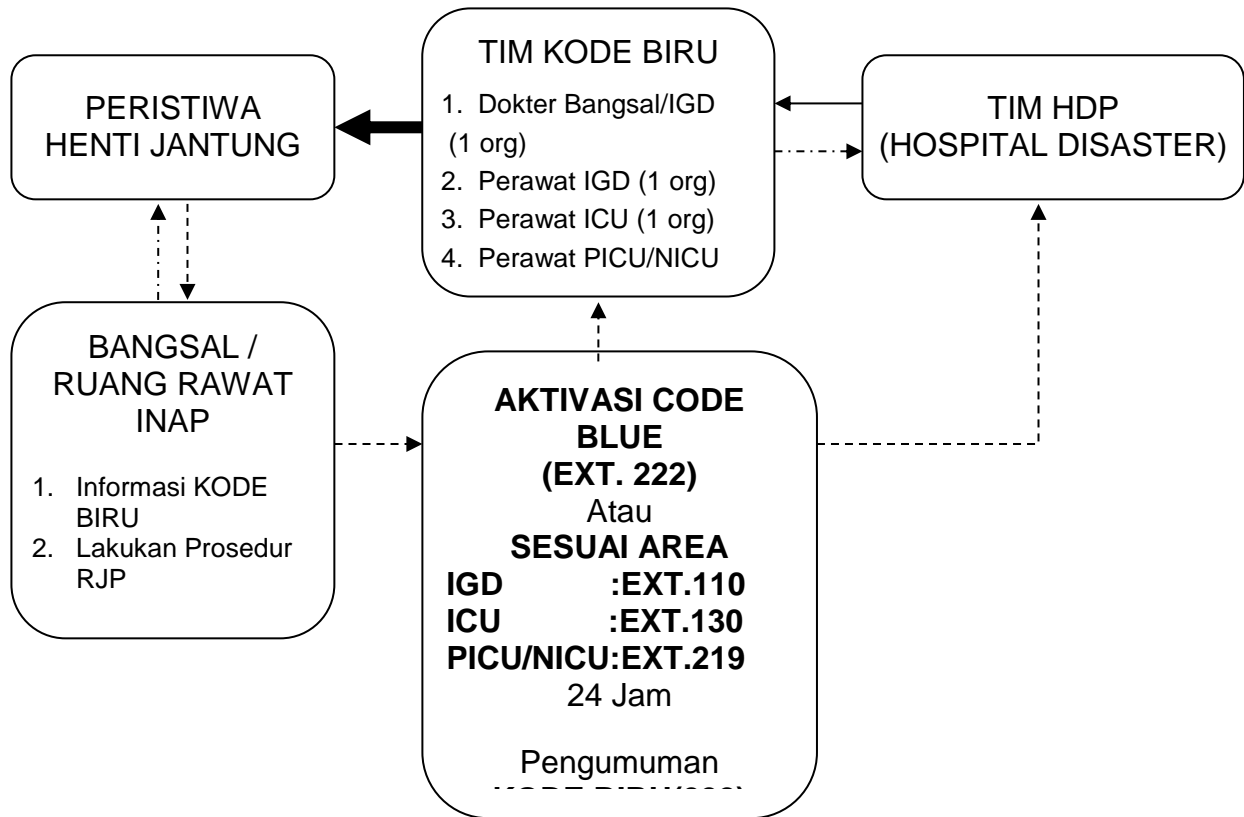 PERISTIWA
HENTI JANTUNG
TIM KODE BIRU
1. Dokter Bangsal/IGD
(1 org)
2. Perawat IGD (1 org)
3. Perawat ICU (1 org)
4. Perawat PICU/NICU
TIM HDP
(HOSPITAL DISASTER)
BANGSAL /
RUANG RAWAT
INAP
1. Informasi KODE
BIRU
2. Lakukan Prosedur
RJP
AKTIVASI CODE
BLUE
(EXT. 222)
Atau
SESUAI AREA
IGD :EXT.110
ICU :EXT.130
PICU/NICU:EXT.219
24 Jam
Pengumuman